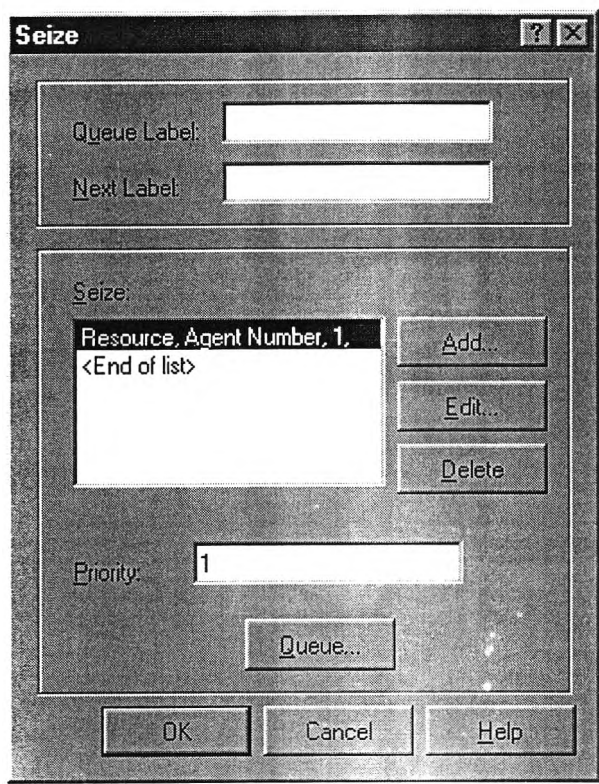 Seize
Queue Label:
Next Label:
Seize:
Resource, Agent Number, 1,
<End of list>
Add...
Edit...
Delete
Priority:
1
Queue...
OK
Cancel
Help